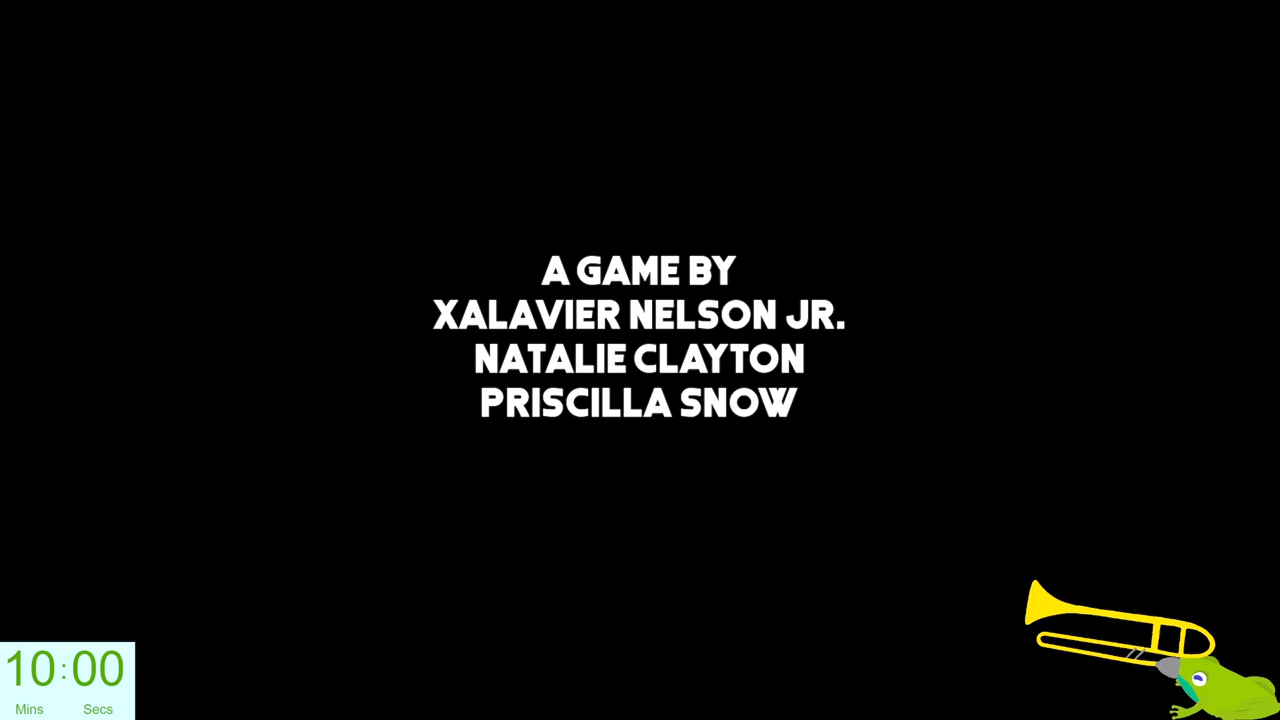 A GAME BY
XALAVIER NELSON JR.
NATALIE CLAYTON
PRISCILLA SNOW
10:00
Mins Secs